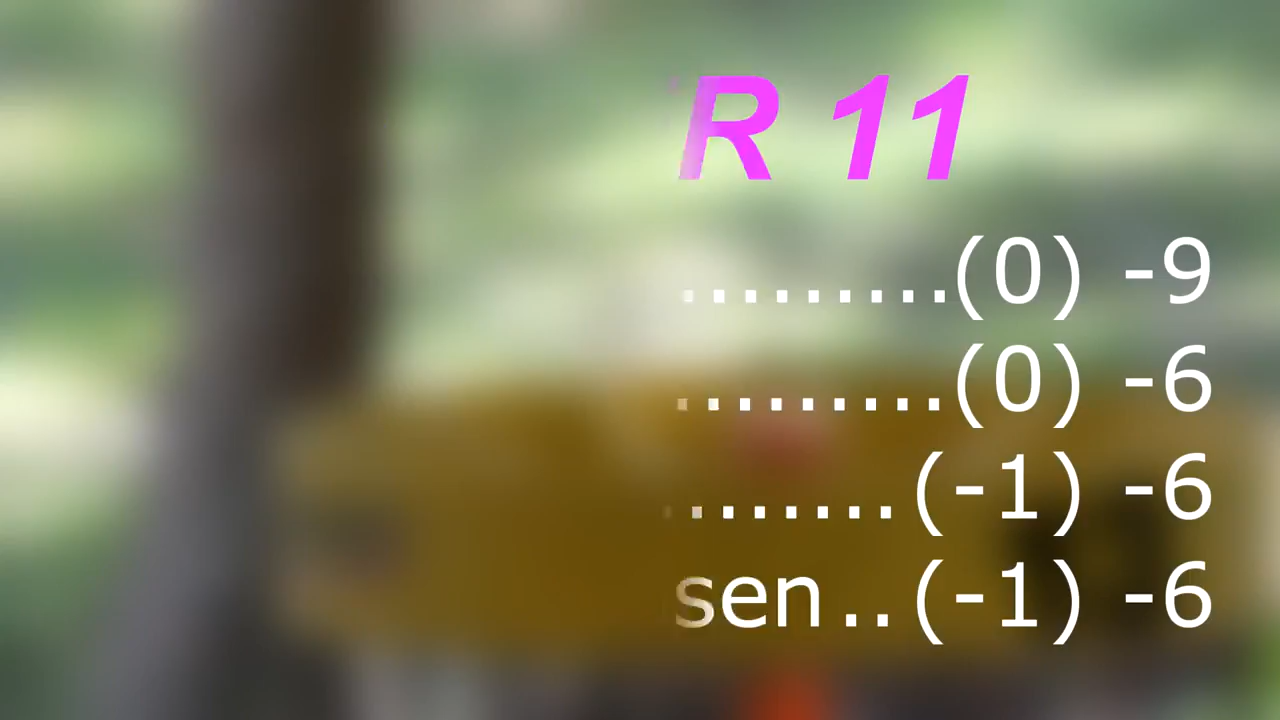 R 11
.........(0) -9
.........(0) -6
........(-1) -6
sen..(-1) -6